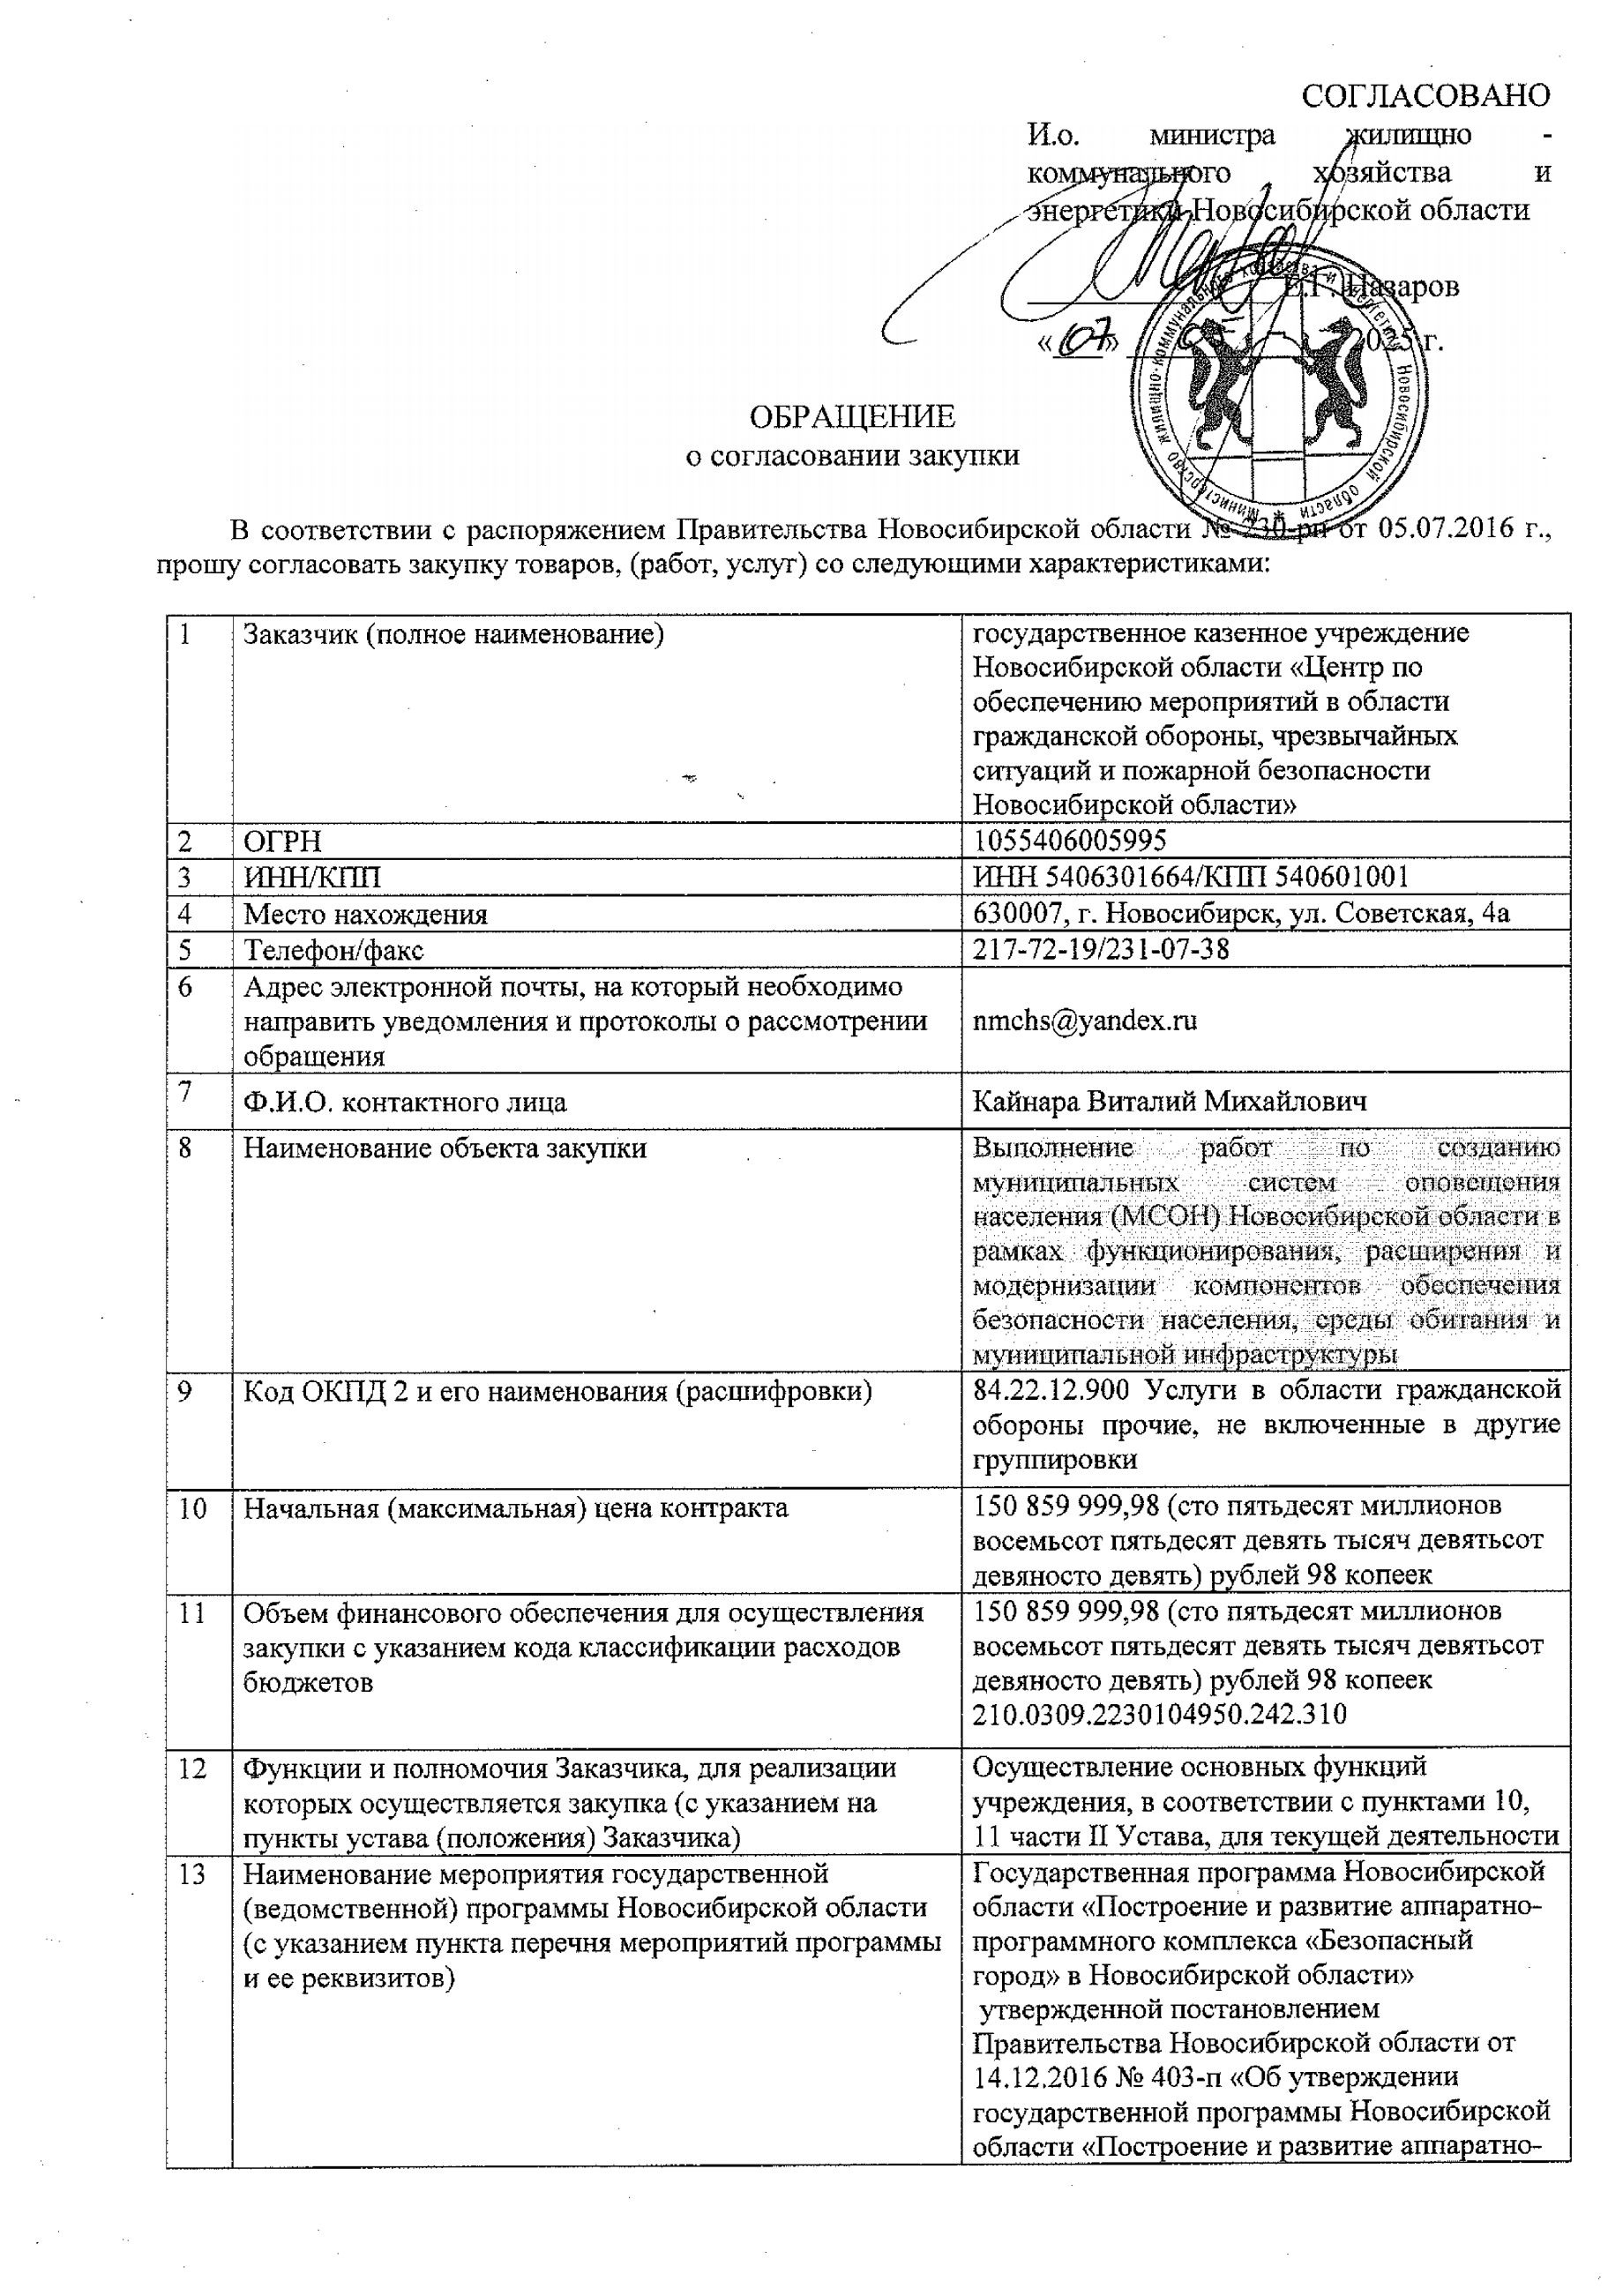 СОГЛАСОВАНО
И.о. министра жилищно -
коммунального хозяйства и
энергетики Новосибирской области
Е.Г. Назаров
«07» г.
Министерство жилищно-коммунального хозяйства и энергетики Новосибирской области
ОБРАЩЕНИЕ
о согласовании закупки
В соответствии с распоряжением Правительства Новосибирской области № 230-рп от 05.07.2016 г.,
прошу согласовать закупку товаров, (работ, услуг) со следующими характеристиками:
1 Заказчик (полное наименование)
государственное казенное учреждение
Новосибирской области «Центр по
обеспечению мероприятий в области
гражданской обороны, чрезвычайных
ситуаций и пожарной безопасности
Новосибирской области»
2 ОГРН 1055406005995
3 ИНН/КПП ИНН 5406301664/КПП 540601001
4 Место нахождения 630007, г. Новосибирск, ул. Советская, 4а
5 Телефон/факс 217-72-19/231-07-38
6 Адрес электронной почты, на который необходимо
направить уведомления и протоколы о рассмотрении
обращения
nmchs@yandex.ru
7 Ф.И.О. контактного лица Кайнара Виталий Михайлович
8 Наименование объекта закупки
Выполнение работ по созданию
муниципальных систем оповещения
населения (МСОН) Новосибирской области в
рамках функционирования, расширения и
модернизации компонентов обеспечения
безопасности населения, среды обитания и
муниципальной инфраструктуры
9 Код ОКПД 2 и его наименования (расшифровки)
84.22.12.900 Услуги в области гражданской
обороны прочие, не включенные в другие
группировки
10 Начальная (максимальная) цена контракта
150 859 999,98 (сто пятьдесят миллионов
восемьсот пятьдесят девять тысяч девятьсот
девяносто девять) рублей 98 копеек
11 Объем финансового обеспечения для осуществления
закупки с указанием кода классификации расходов
бюджетов
150 859 999,98 (сто пятьдесят миллионов
восемьсот пятьдесят девять тысяч девятьсот
девяносто девять) рублей 98 копеек
210.0309.2230104950.242.310
12 Функции и полномочия Заказчика, для реализации
которых осуществляется закупка (с указанием на
пункты устава (положения) Заказчика)
Осуществление основных функций
учреждения, в соответствии с пунктами 10,
11 части II Устава, для текущей деятельности
13 Наименование мероприятия государственной
(ведомственной) программы Новосибирской области
(с указанием пункта перечня мероприятий программы
и ее реквизитов)
Государственная программа Новосибирской
области «Построение и развитие аппаратно-
программного комплекса «Безопасный
город» в Новосибирской области»
утвержденной постановлением
Правительства Новосибирской области от
14.12.2016 № 403-п «Об утверждении
государственной программы Новосибирской
области «Построение и развитие аппаратно-